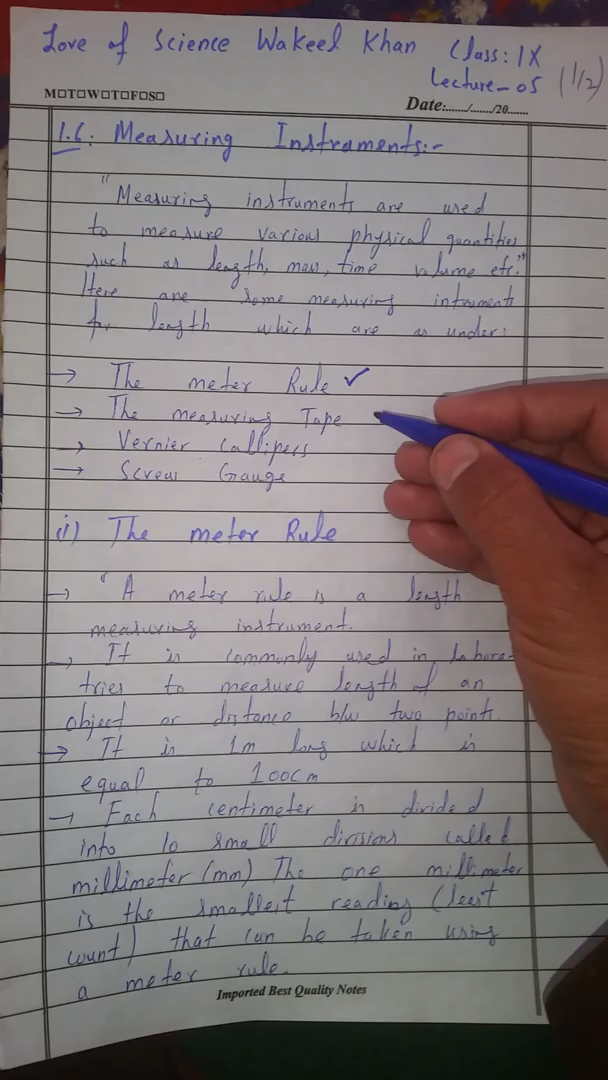 Love of Science Wakeel Khan Class: IX
Lecture-05 (1/2)
M□T□W□T□F□S□
Date:......./......./20.......
1.6: Measuring Instraments:-
"Measuring instruments are used
to measure various physical quantities
such as length, mass, time volume etc."
Here are some measuring intrument
for length which are as under:
→ The meter Rule ✓
→ The measuring Tape
→ Vernier Callipers
→ Screw Gauge
(i) The meter Rule
→ "A meter rule is a length
measuring instrument.
→ It is commonly used in labora-
tries to measure length of an
object or distance b/w two points.
→ It is 1m long which is
equal to 100cm
→ Each centimeter is divided
into 10 small divisions called
millimeter (mm) The one millimeter
is the smallest reading (least
count) that can be taken using
a meter rule.
Imported Best Quality Notes